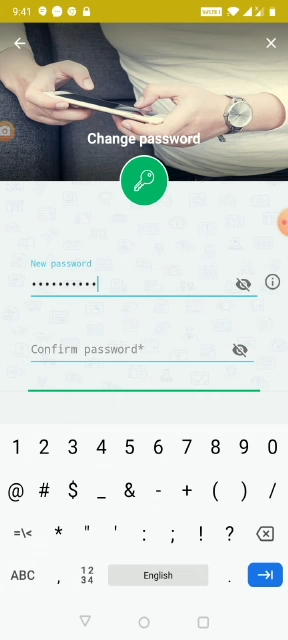 9:41
VoWiFi
Change password
New password
••••••••••
Confirm password*
1 2 3 4 5 6 7 8 9 0
@ # $ _ & - + ( ) /
=\< * " ' : ; ! ?
ABC , 12 34 English .